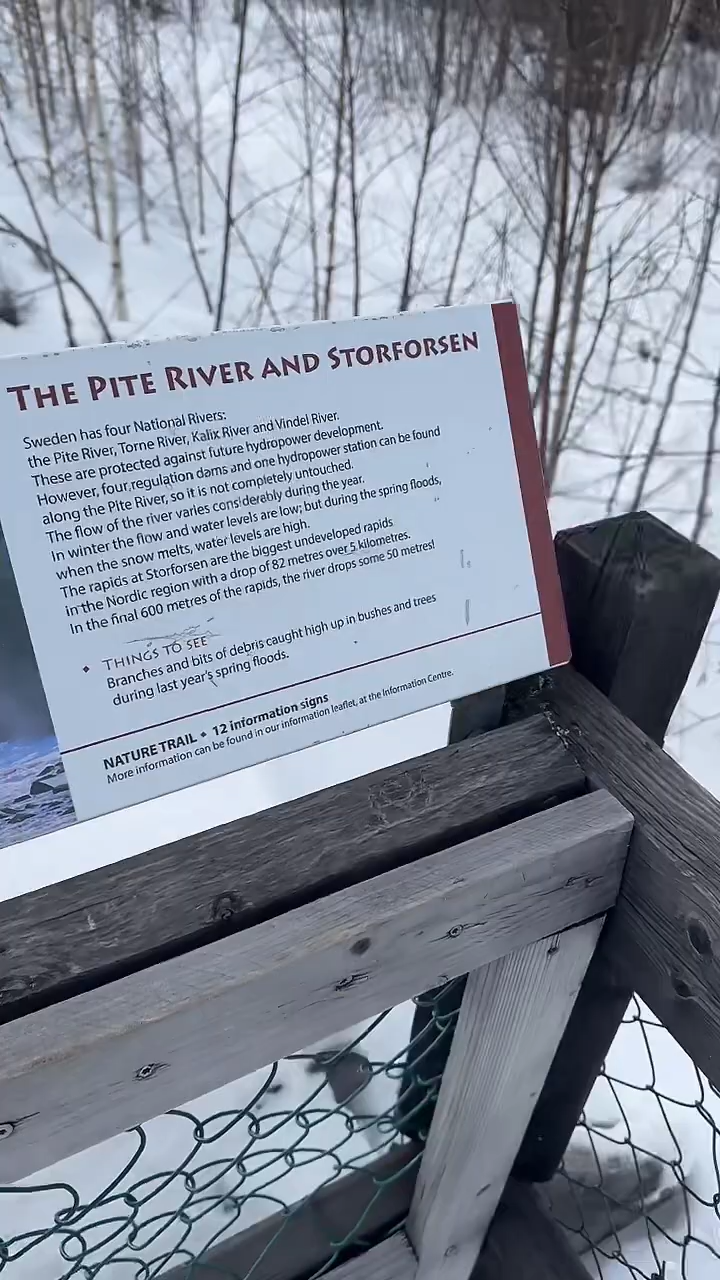 THE PITE RIVER AND STORFORSEN
Sweden has four National Rivers:
the Pite River, Torne River, Kalix River and Vindel River.
These are protected against future hydropower development.
However, four regulation dams and one hydropower station can be found
along the Pite River, so it is not completely untouched.
The flow of the river varies considerably during the year.
In winter the flow and water levels are low; but during the spring floods,
when the snow melts, water levels are high.
The rapids at Storforsen are the biggest undeveloped rapids
in the Nordic region with a drop of 82 metres over 5 kilometres.
In the final 600 metres of the rapids, the river drops some 50 metres!
THINGS TO SEE
Branches and bits of debris caught high up in bushes and trees
during last year's spring floods.
NATURE TRAIL • 12 information signs
More information can be found in our information leaflet, at the Information Centre.